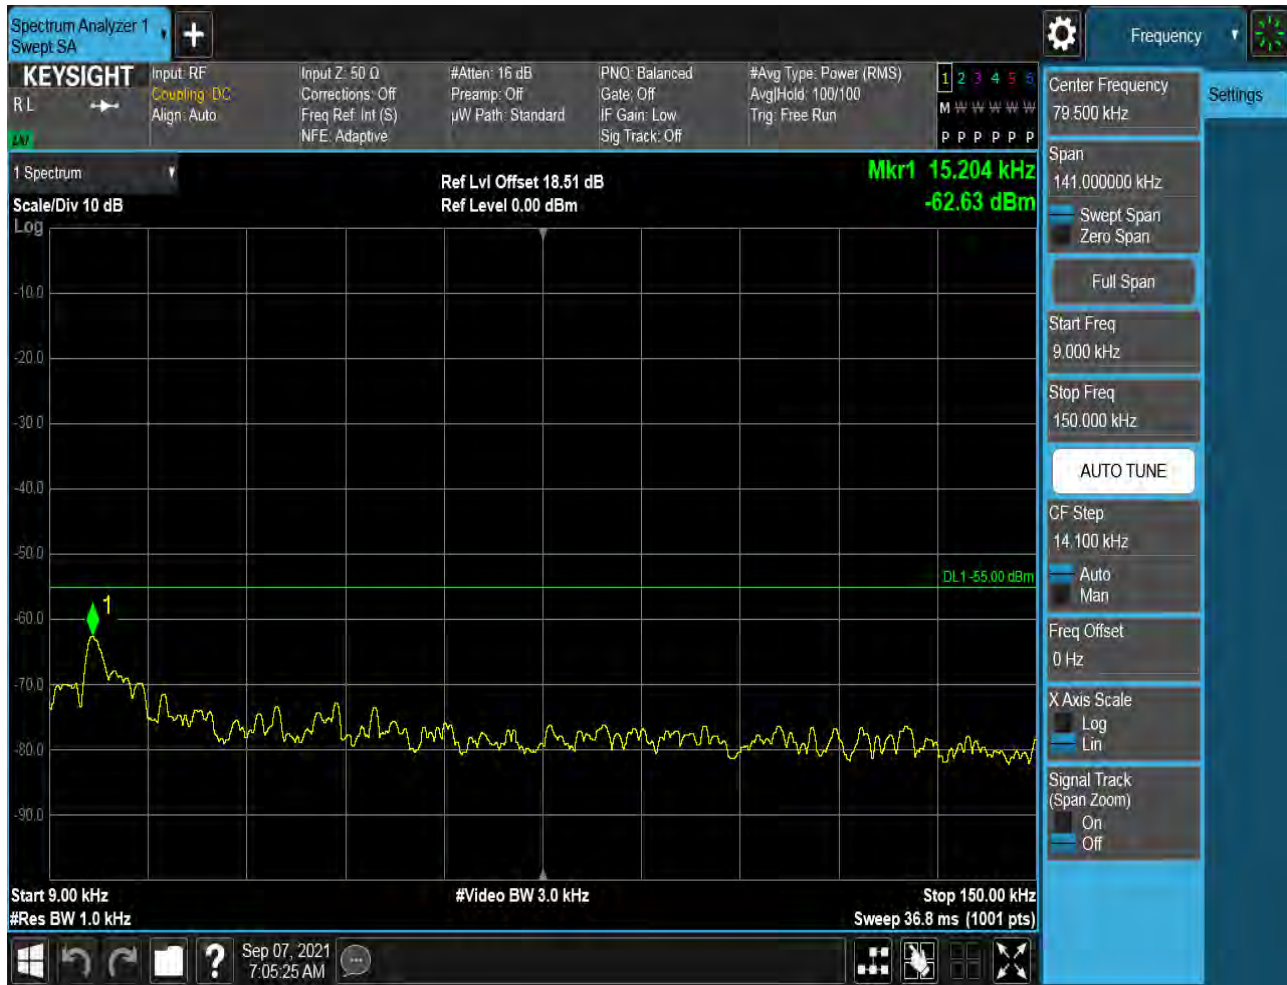 Spectrum Analyzer 1
Swept SA
Frequency
KEYSIGHT
R L
Input: RF
Coupling: DC
Align: Auto
Input Z: 50 Ω
Corrections: Off
Freq Ref: Int (S)
NFE: Adaptive
#Atten: 16 dB
Preamp: Off
µW Path: Standard
PNO: Balanced
Gate: Off
IF Gain: Low
Sig Track: Off
#Avg Type: Power (RMS)
Avg|Hold: 100/100
Trig: Free Run
1 2 3 4 5 6
M W W W W W
P P P P P P
1 Spectrum
Scale/Div 10 dB
Log
Ref Lvl Offset 18.51 dB
Ref Level 0.00 dBm
Mkr1 15.204 kHz
-62.63 dBm
-10.0
-20.0
-30.0
-40.0
-50.0
-60.0
-70.0
-80.0
-90.0
DL1 -55.00 dBm
1
Start 9.00 kHz
#Res BW 1.0 kHz
#Video BW 3.0 kHz
Stop 150.00 kHz
Sweep 36.8 ms (1001 pts)
Center Frequency
79.500 kHz
Settings
Span
141.000000 kHz
Swept Span
Zero Span
Full Span
Start Freq
9.000 kHz
Stop Freq
150.000 kHz
AUTO TUNE
CF Step
14.100 kHz
Auto
Man
Freq Offset
0 Hz
X Axis Scale
Log
Lin
Signal Track
(Span Zoom)
On
Off
?
Sep 07, 2021
7:05:25 AM